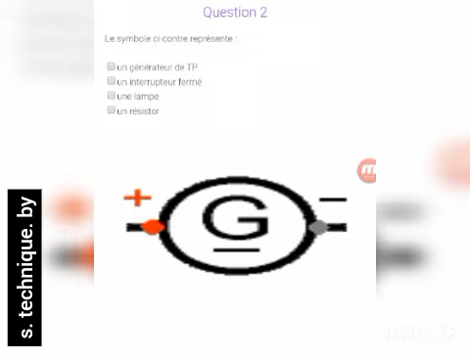 Question 2
Le symbole ci-contre représente :
un générateur de TP
un interrupteur fermé
une lampe
un résistor
+
G
−
s. technique. by